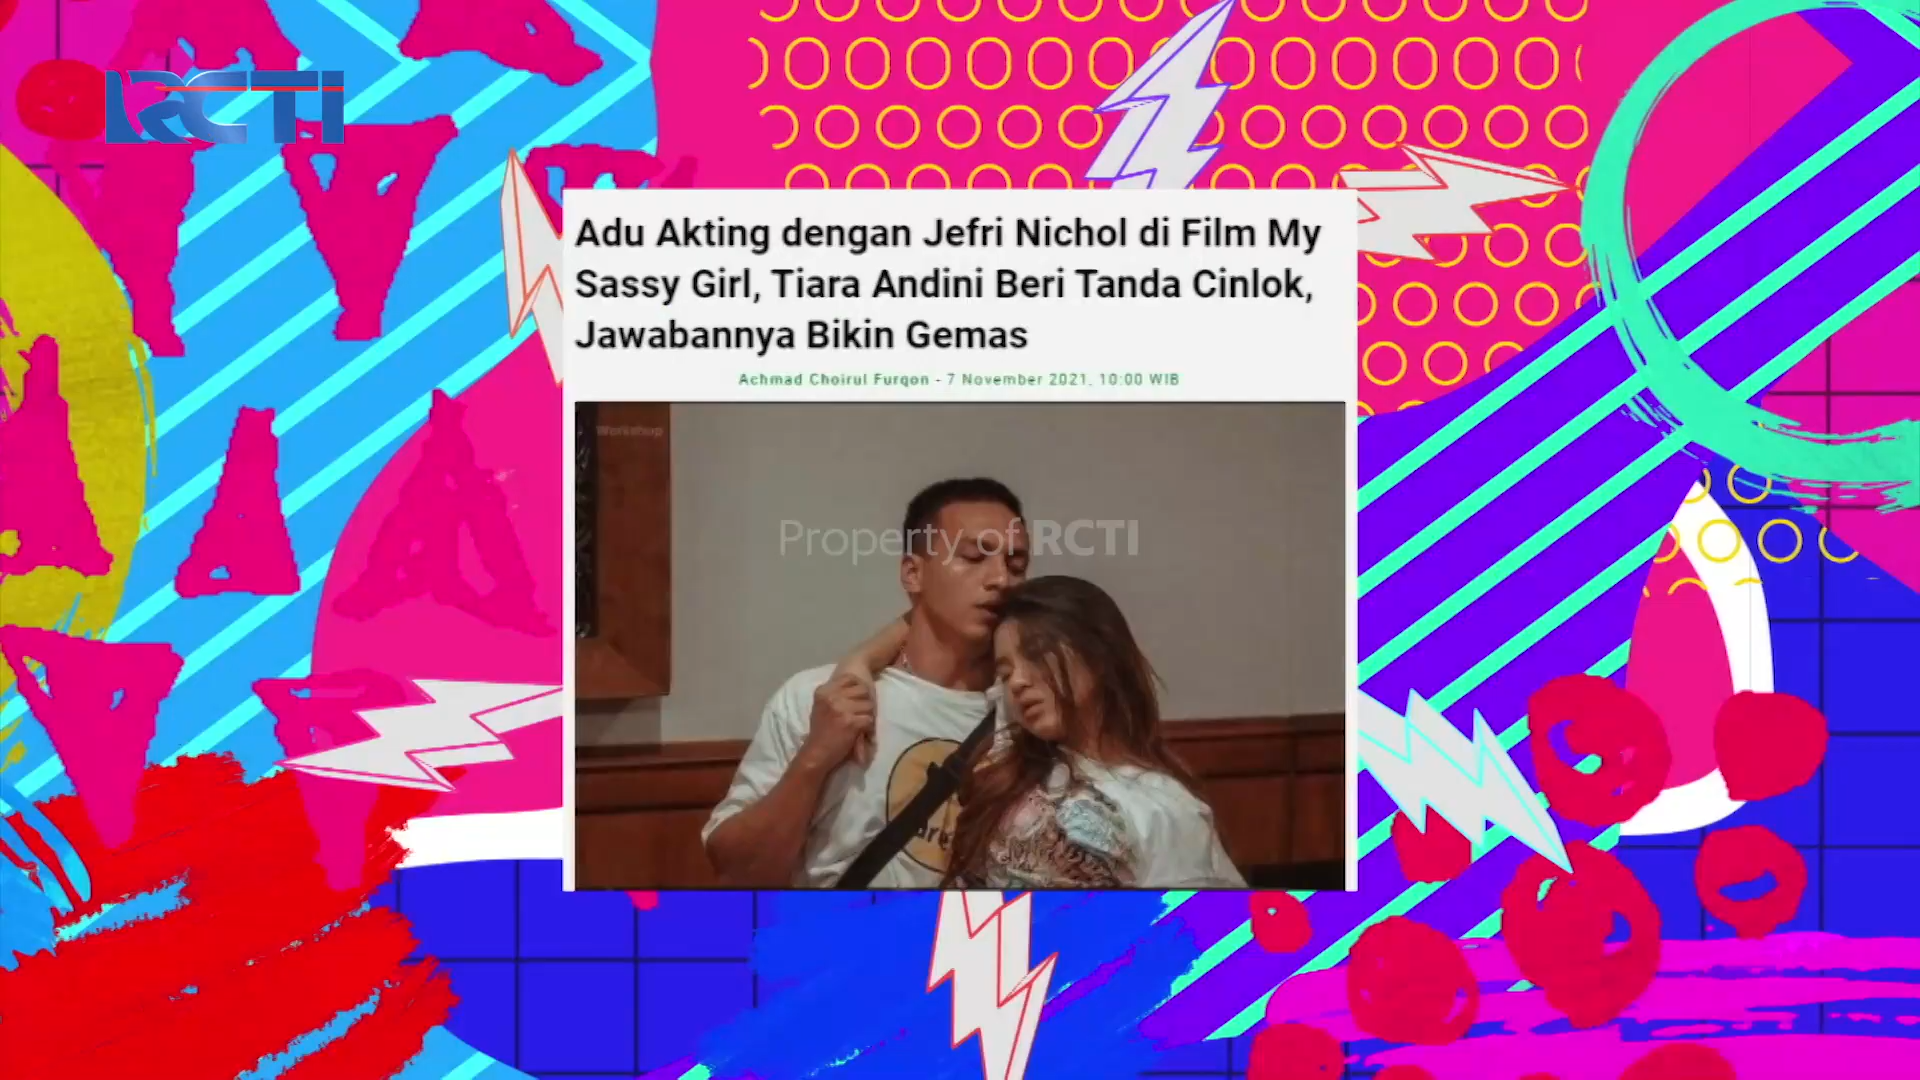 RCTI
Adu Akting dengan Jefri Nichol di Film My
Sassy Girl, Tiara Andini Beri Tanda Cinlok,
Jawabannya Bikin Gemas
Achmad Choirul Furqon - 7 November 2021, 10:00 WIB
Workshop
Property of RCTI